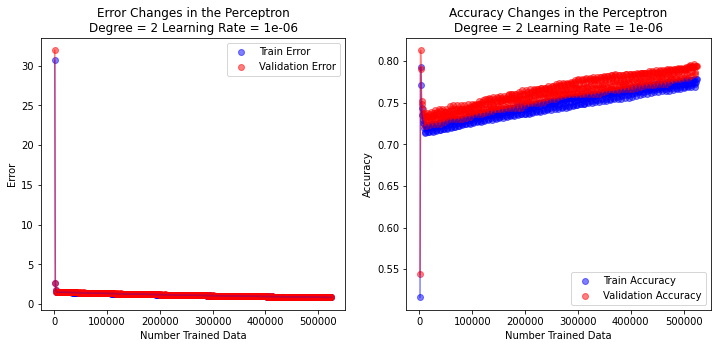 Error Changes in the Perceptron
Degree = 2 Learning Rate = 1e-06
Train Error
Validation Error
30
25
20
15
10
5
0
Error
0
100000
200000
300000
400000
500000
Number Trained Data
Accuracy Changes in the Perceptron
Degree = 2 Learning Rate = 1e-06
0.80
0.75
0.70
0.65
0.60
0.55
Accuracy
Train Accuracy
Validation Accuracy
0
100000
200000
300000
400000
500000
Number Trained Data